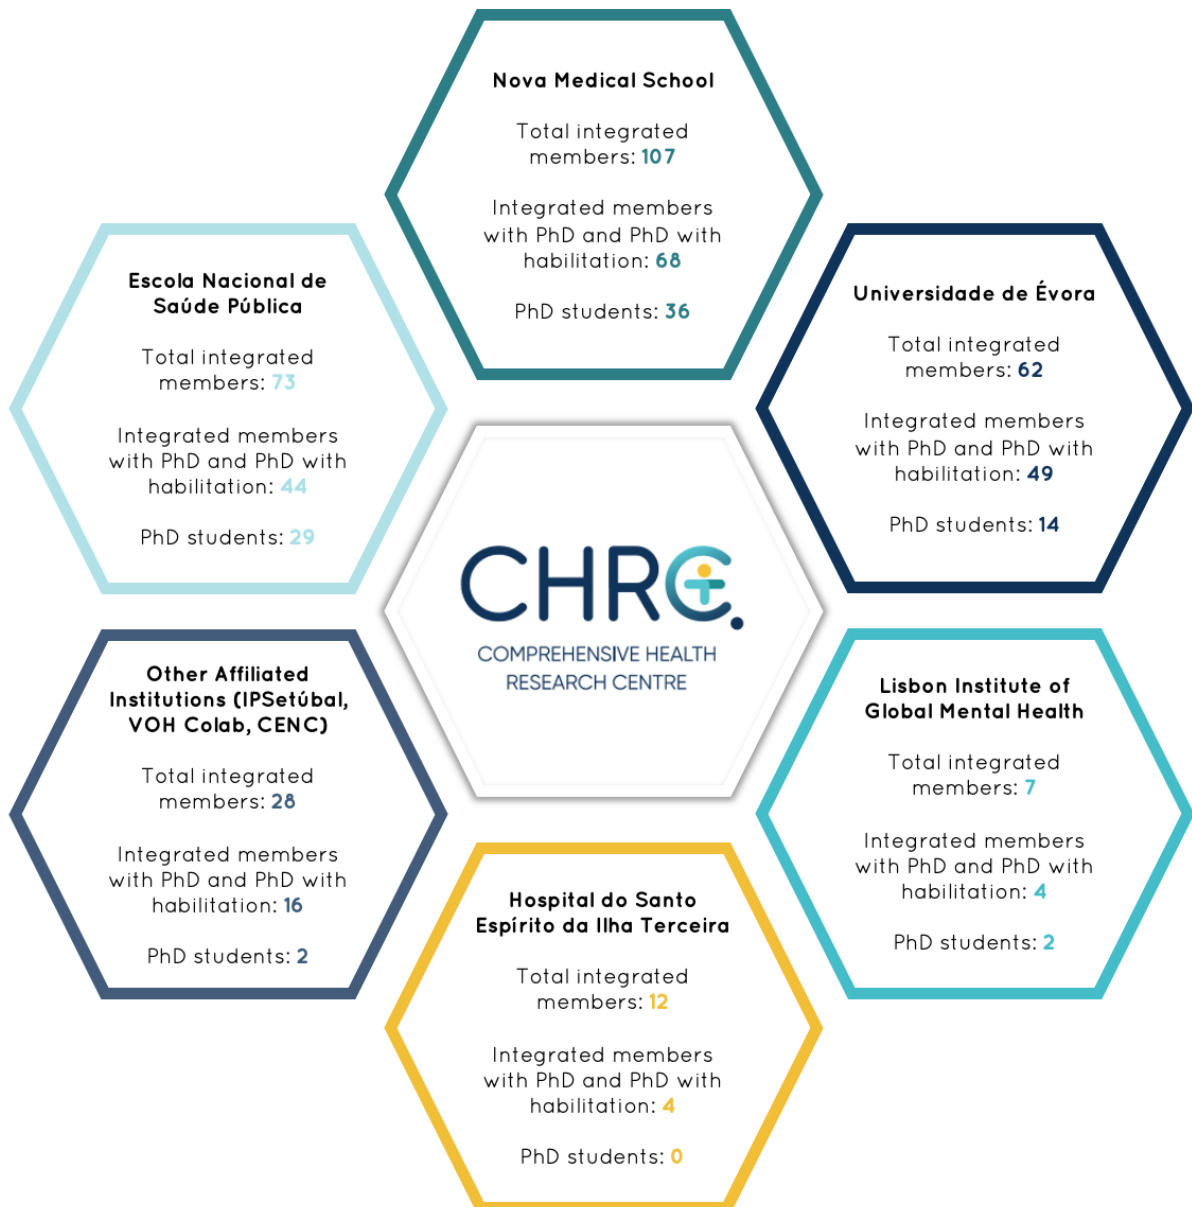 Nova Medical School
Total integrated
members: 107
Integrated members
with PhD and PhD with
habilitation: 68
PhD students: 36
Escola Nacional de
Saúde Pública
Total integrated
members: 73
Integrated members
with PhD and PhD with
habilitation: 44
PhD students: 29
Universidade de Évora
Total integrated
members: 62
Integrated members
with PhD and PhD with
habilitation: 49
PhD students: 14
CHRC.
COMPREHENSIVE HEALTH
RESEARCH CENTRE
Other Affiliated
Institutions (IPSetúbal,
VOH Colab, CENC)
Total integrated
members: 28
Integrated members
with PhD and PhD with
habilitation: 16
PhD students: 2
Lisbon Institute of
Global Mental Health
Total integrated
members: 7
Integrated members
with PhD and PhD with
habilitation: 4
PhD students: 2
Hospital do Santo
Espírito da Ilha Terceira
Total integrated
members: 12
Integrated members
with PhD and PhD with
habilitation: 4
PhD students: 0